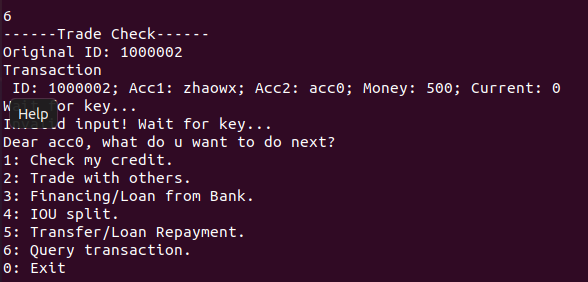 6
------Trade Check------
Original ID: 1000002
Transaction
ID: 1000002; Acc1: zhaowx; Acc2: acc0; Money: 500; Current: 0
for key...
Help
input! Wait for key...
Dear acc0, what do u want to do next?
1: Check my credit.
2: Trade with others.
3: Financing/Loan from Bank.
4: IOU split.
5: Transfer/Loan Repayment.
6: Query transaction.
0: Exit